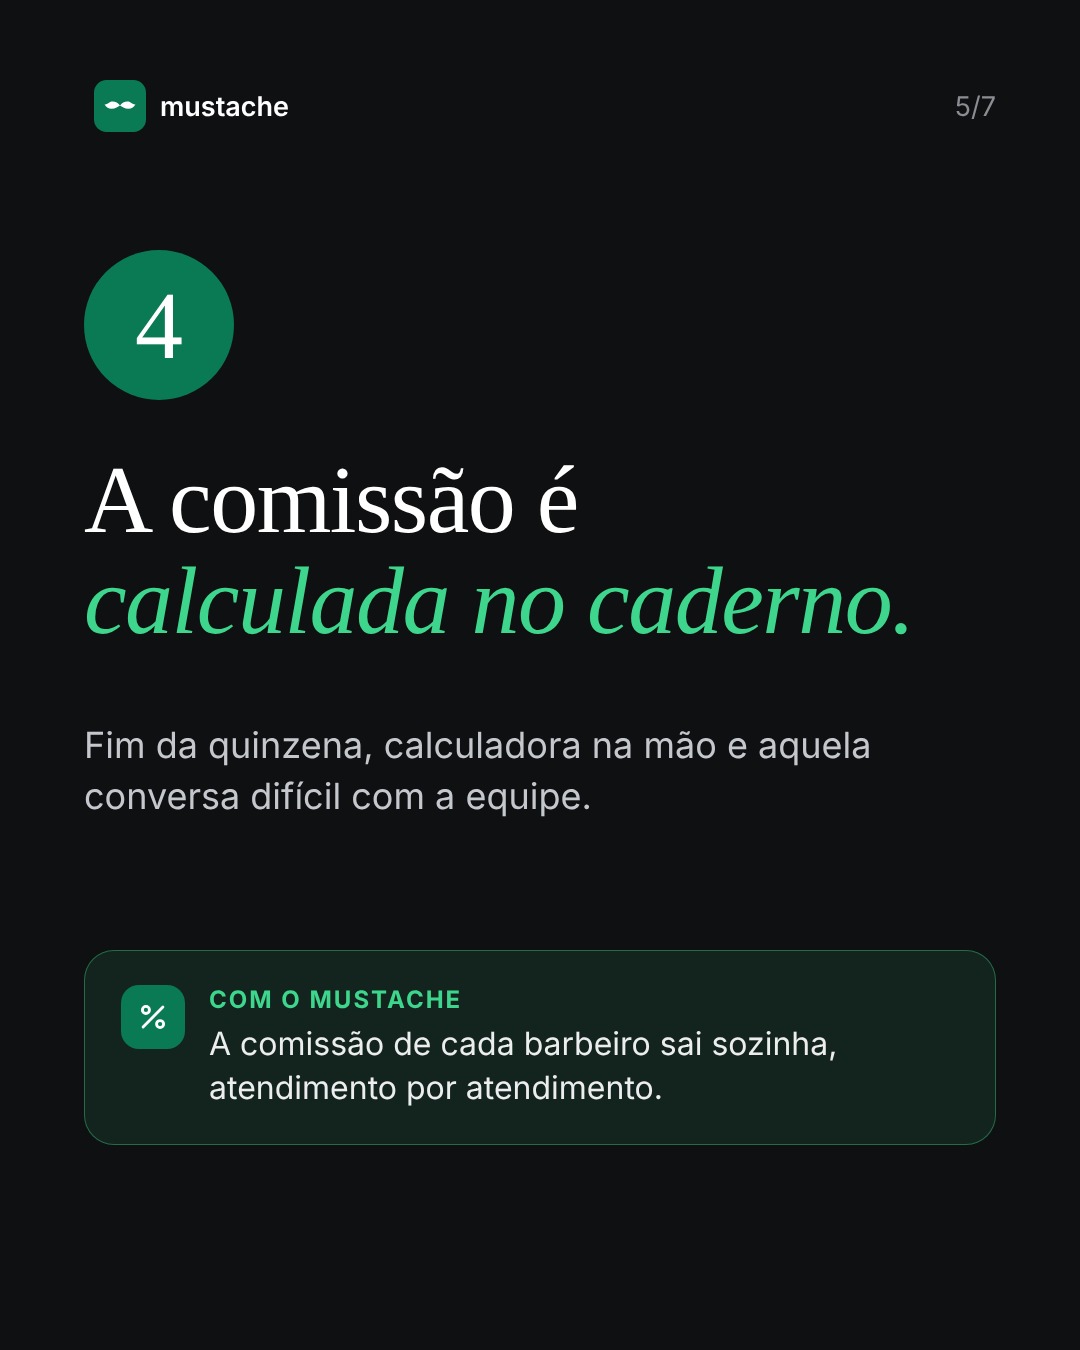 mustache
5/7
4
A comissão é
calculada no caderno.
Fim da quinzena, calculadora na mão e aquela
conversa difícil com a equipe.
%
COM O MUSTACHE
A comissão de cada barbeiro sai sozinha,
atendimento por atendimento.